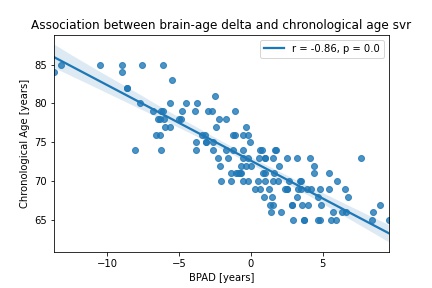 Association between brain-age delta and chronological age svr
r = -0.86, p = 0.0
Chronological Age [years]
85
80
75
70
65
−10
−5
0
5
BPAD [years]